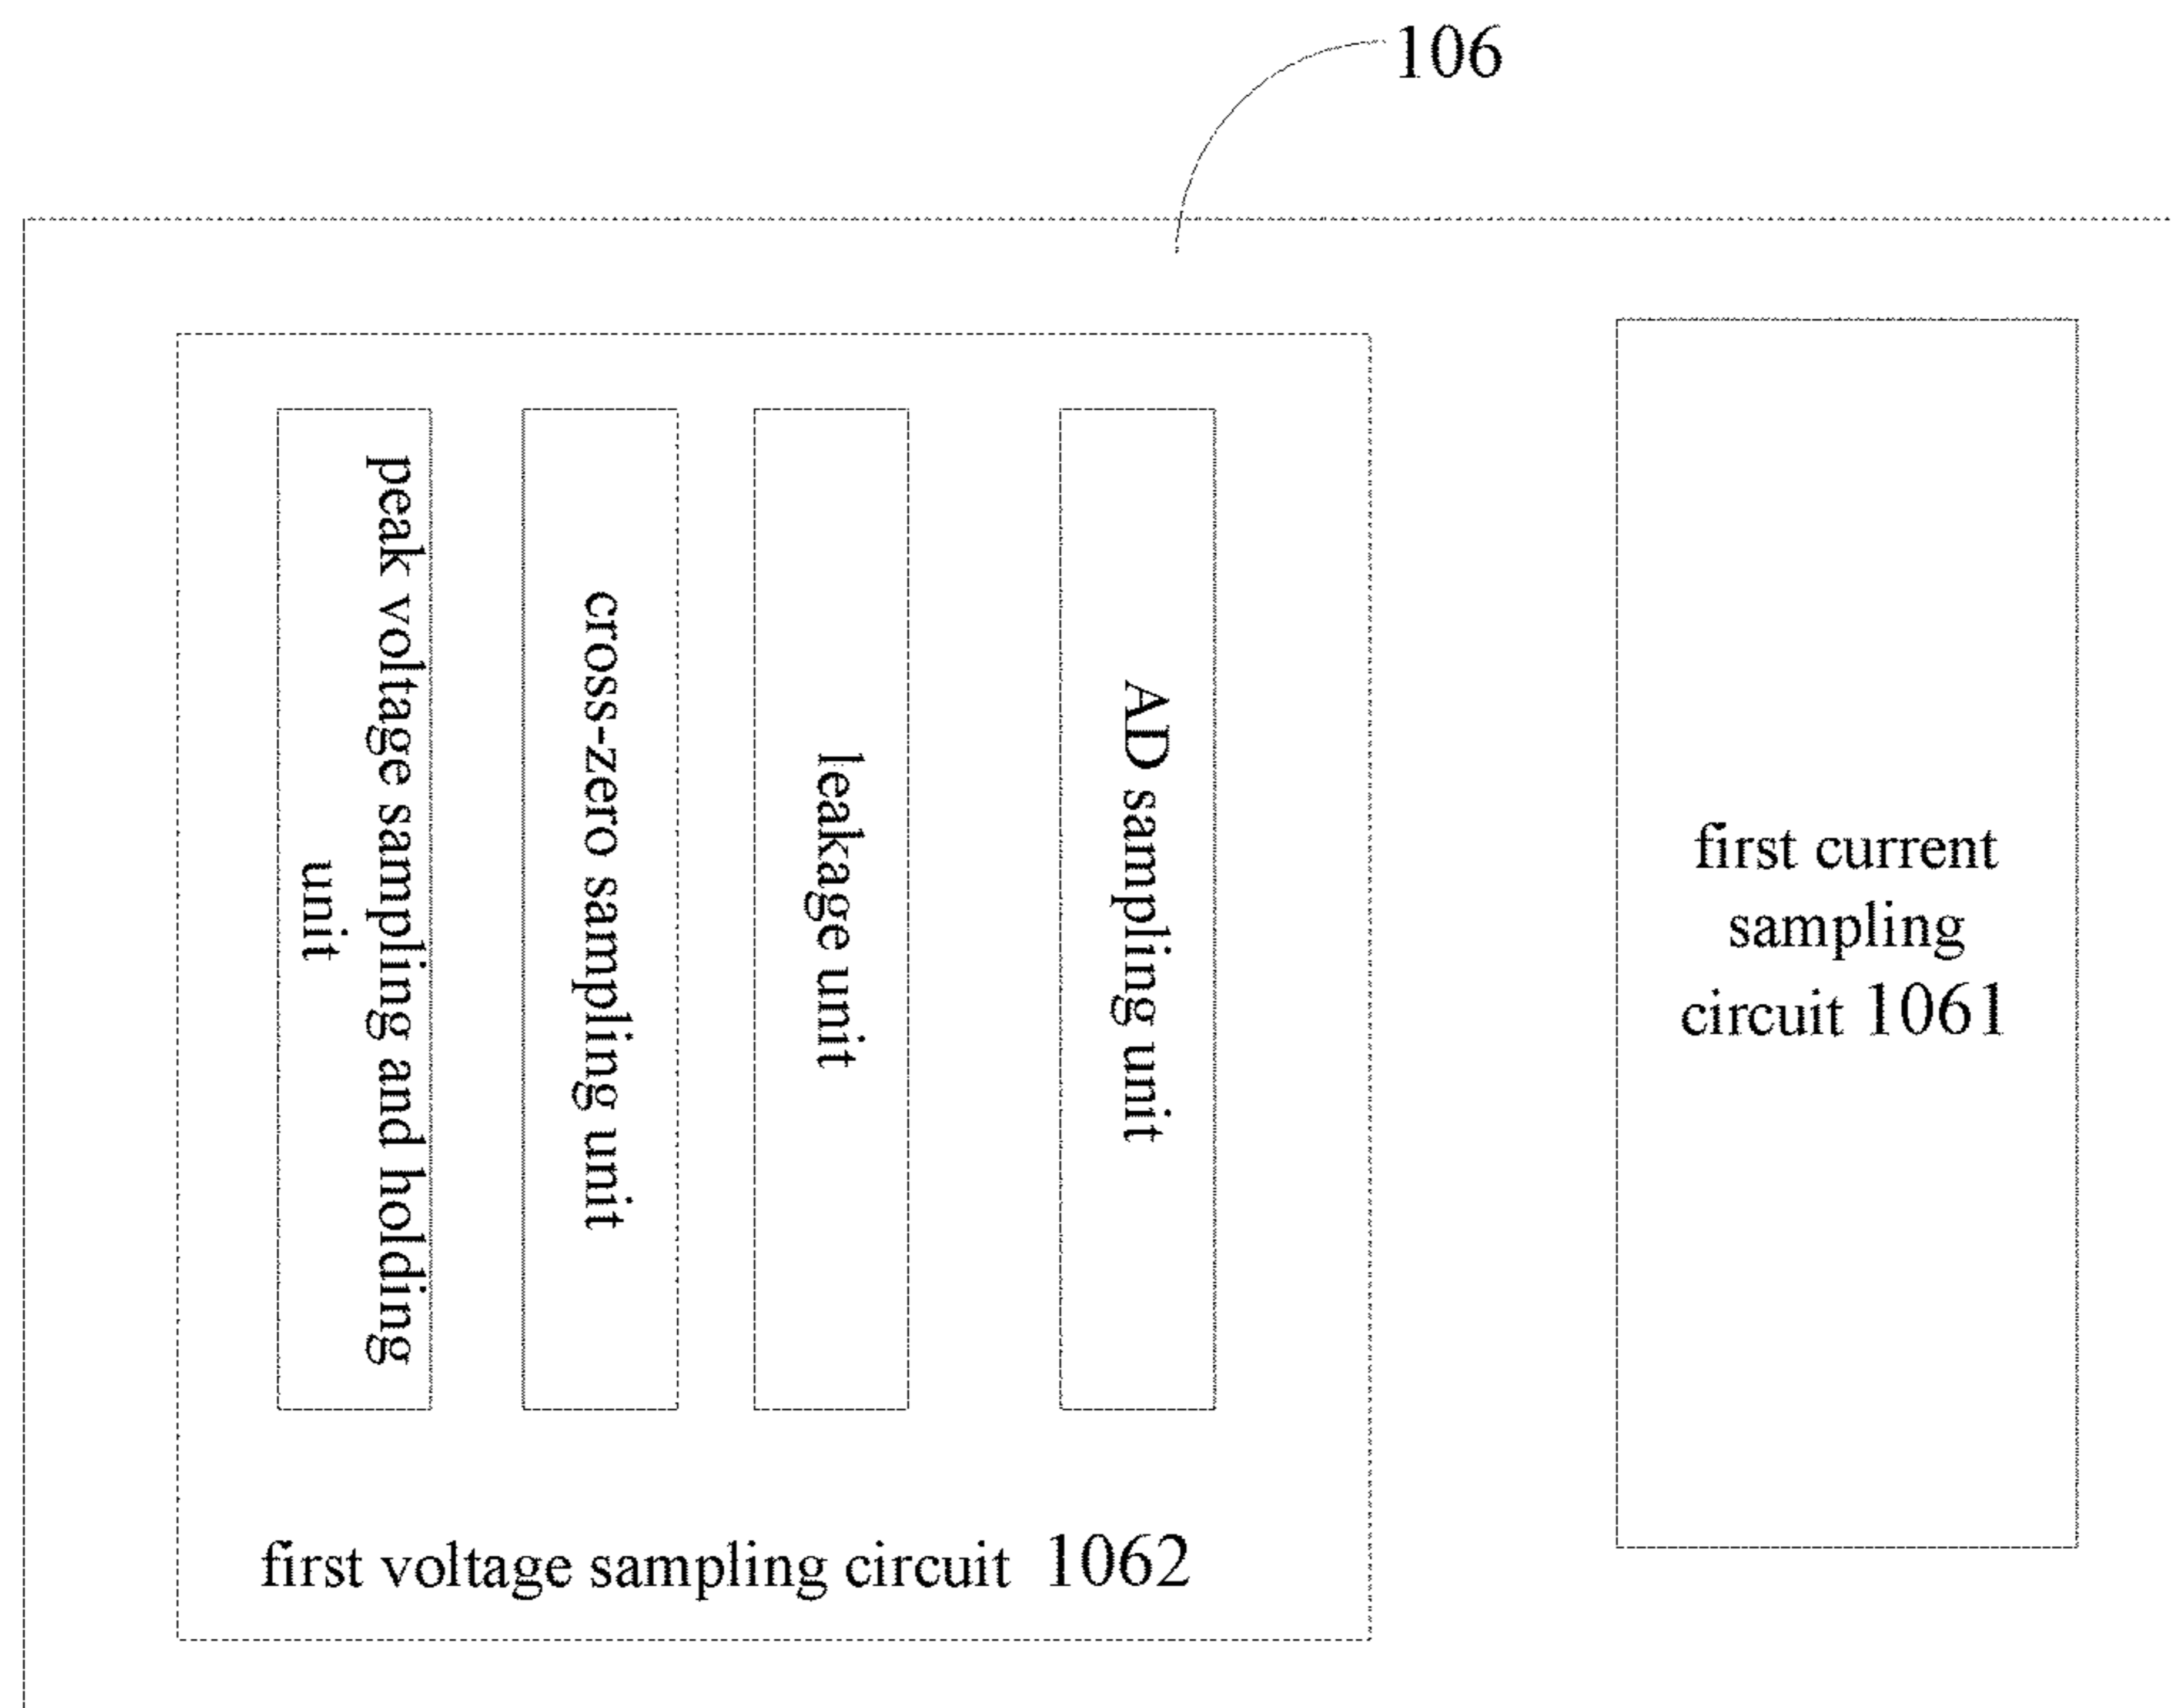 106
peak voltage sampling and holding
unit
cross-zero sampling unit
leakage unit
AD sampling unit
first voltage sampling circuit 1062
first current
sampling
circuit 1061